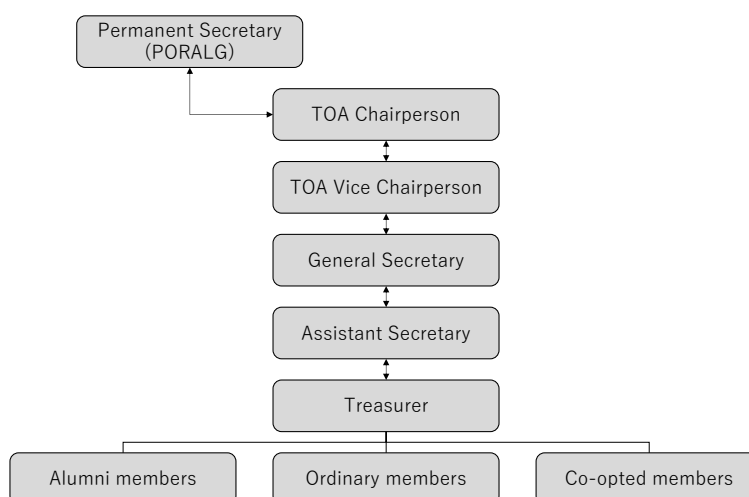 Permanent Secretary
(PORALG)
TOA Chairperson
TOA Vice Chairperson
General Secretary
Assistant Secretary
Treasurer
Alumni members
Ordinary members
Co-opted members